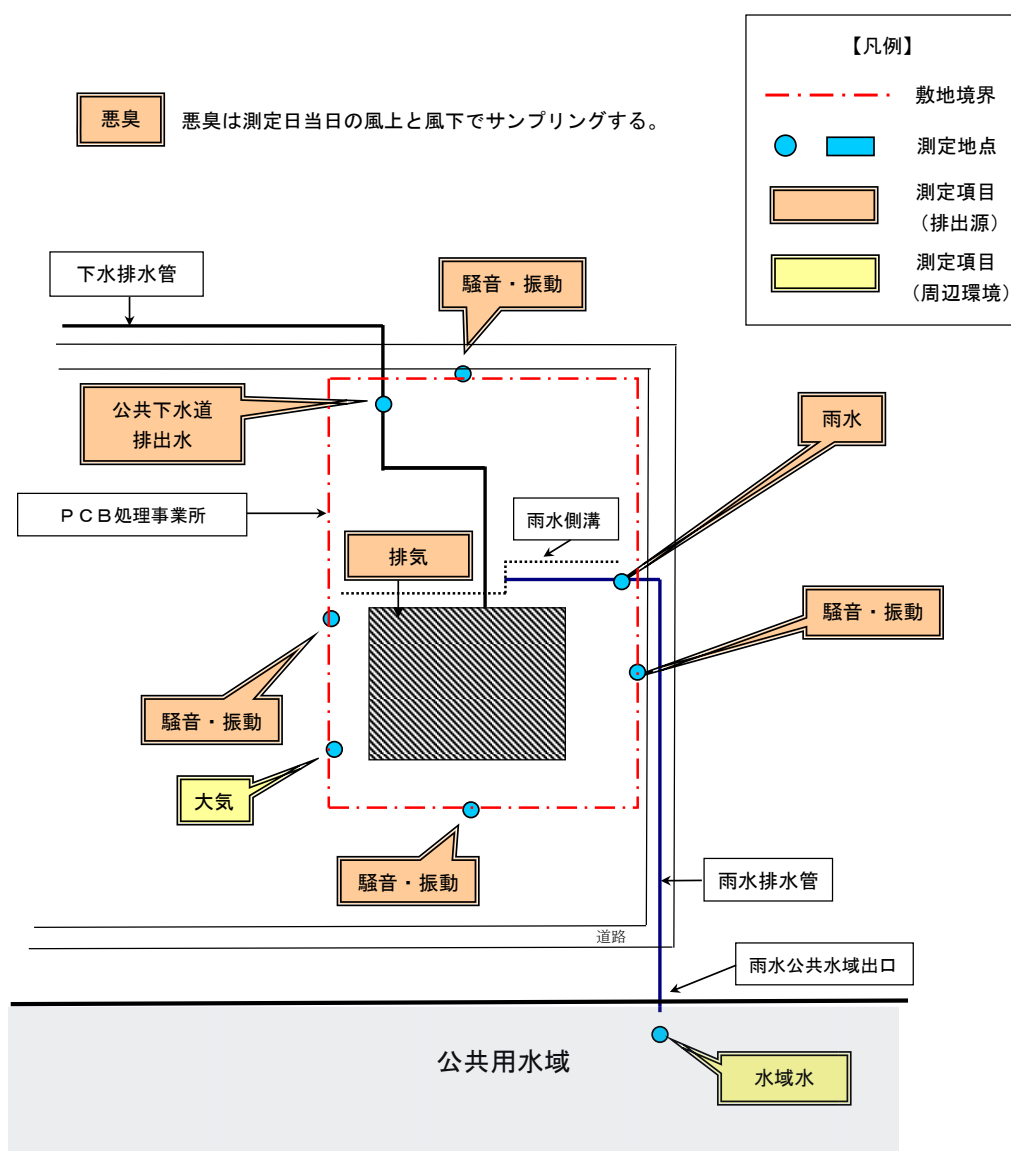 【凡例】
敷地境界
測定地点
測定項目
（排出源）
測定項目
（周辺環境）
悪臭
悪臭は測定日当日の風上と風下でサンプリングする。
下水排水管
騒音・振動
公共下水道
排出水
雨水
ＰＣＢ処理事業所
雨水側溝
排気
騒音・振動
騒音・振動
大気
騒音・振動
雨水排水管
道路
雨水公共水域出口
公共用水域
水域水